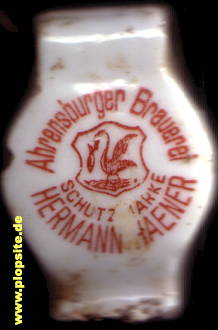 Ahrensburger Brauerei
SCHUTZ MARKE
HERMANN HAENER
www.plopsite.de